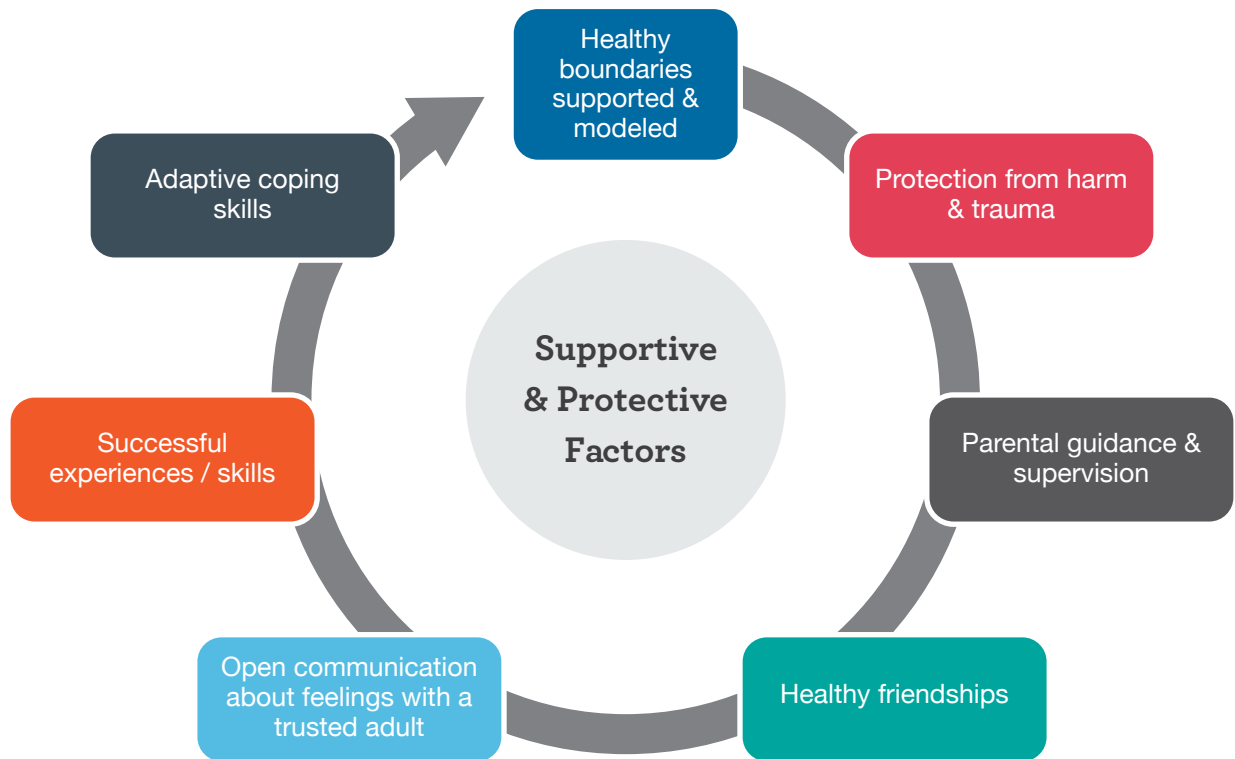 Healthy
boundaries
supported &
modeled
Protection from harm
& trauma
Parental guidance &
supervision
Healthy friendships
Open communication
about feelings with a
trusted adult
Successful
experiences / skills
Adaptive coping
skills
Supportive
& Protective
Factors